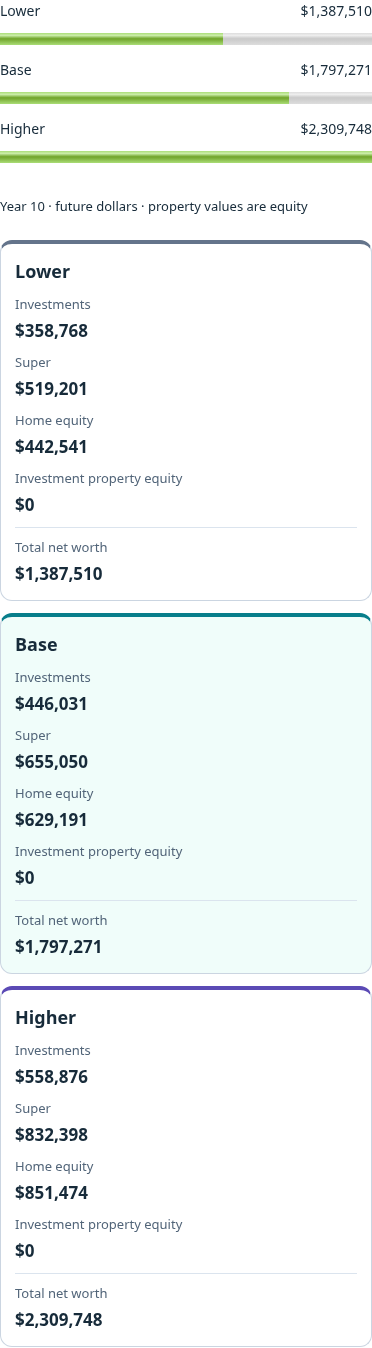 Lower $1,387,510
Base $1,797,271
Higher $2,309,748
Year 10 · future dollars · property values are equity
Lower
Investments
$358,768
Super
$519,201
Home equity
$442,541
Investment property equity
$0
Total net worth
$1,387,510
Base
Investments
$446,031
Super
$655,050
Home equity
$629,191
Investment property equity
$0
Total net worth
$1,797,271
Higher
Investments
$558,876
Super
$832,398
Home equity
$851,474
Investment property equity
$0
Total net worth
$2,309,748